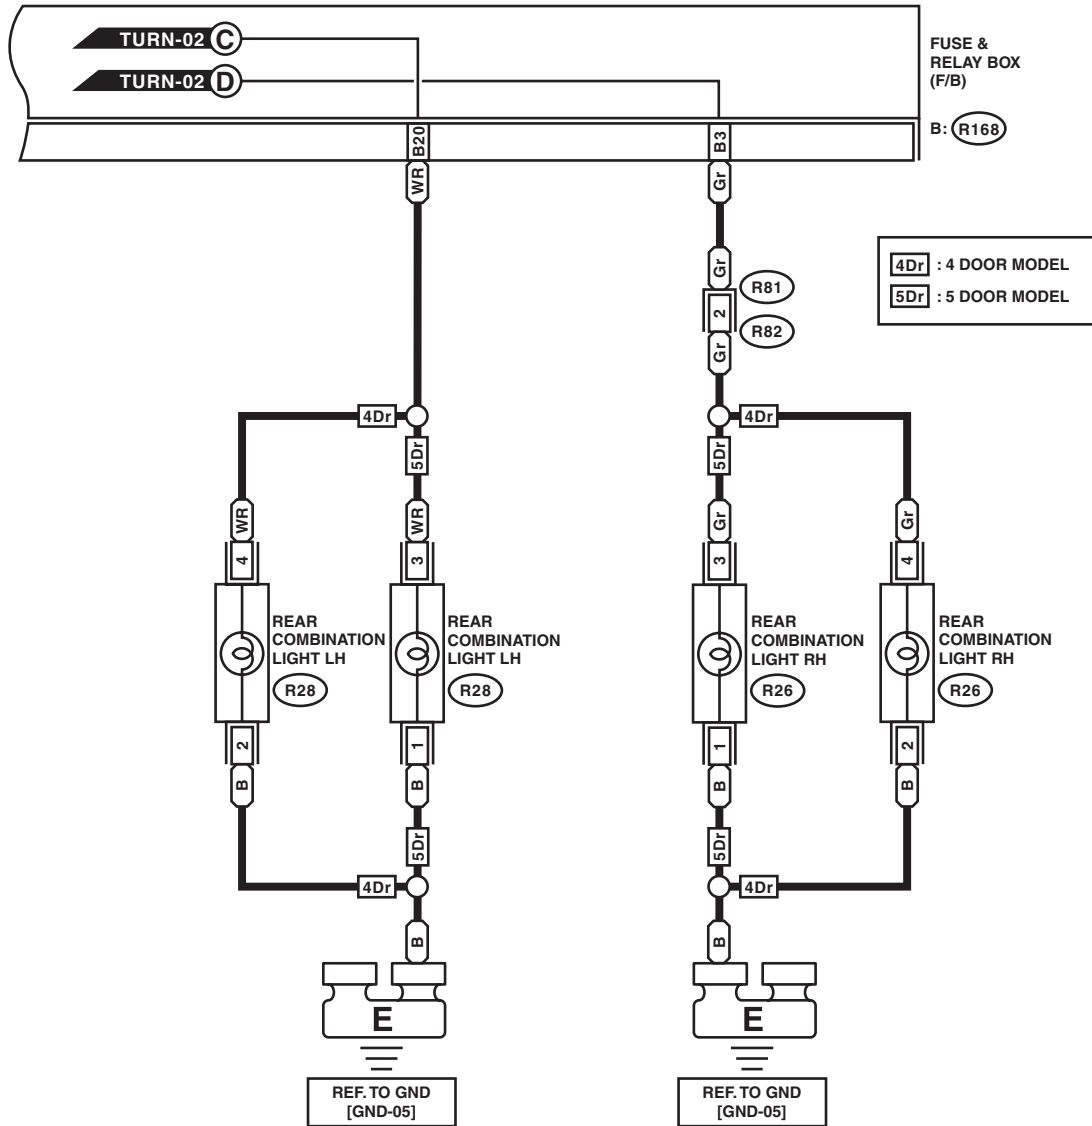 TURN-02 C
TURN-02 D
FUSE &
RELAY BOX
(F/B)
B: R168
B20
B3
WR
Gr
Gr
R81
2
R82
Gr
4Dr : 4 DOOR MODEL
5Dr : 5 DOOR MODEL
4Dr
5Dr
4Dr
5Dr
WR
WR
Gr
Gr
4
3
3
4
REAR
COMBINATION
LIGHT LH
R28
REAR
COMBINATION
LIGHT LH
R28
REAR
COMBINATION
LIGHT RH
R26
REAR
COMBINATION
LIGHT RH
R26
2
1
1
2
B
B
B
B
5Dr
5Dr
4Dr
4Dr
B
B
E
E
REF. TO GND
[GND-05]
REF. TO GND
[GND-05]